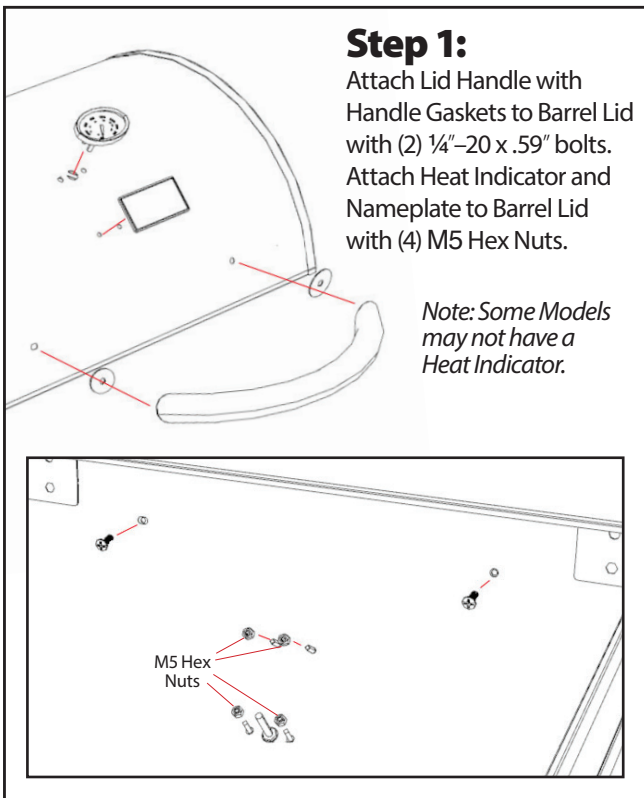 Step 1:
Attach Lid Handle with
Handle Gaskets to Barrel Lid
with (2) ¼″–20 x .59″ bolts.
Attach Heat Indicator and
Nameplate to Barrel Lid
with (4) M5 Hex Nuts.
Note: Some Models
may not have a
Heat Indicator.
M5 Hex
Nuts